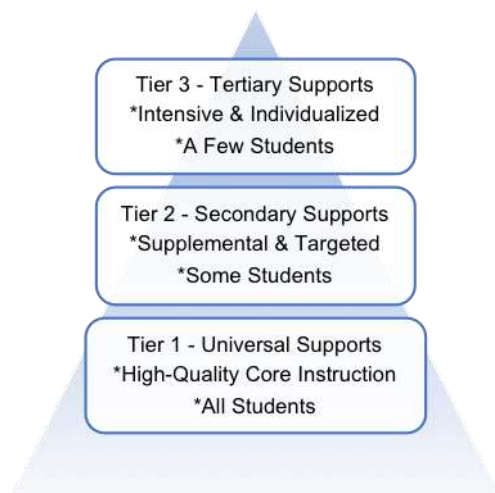 Tier 3 - Tertiary Supports
*Intensive & Individualized
*A Few Students
Tier 2 - Secondary Supports
*Supplemental & Targeted
*Some Students
Tier 1 - Universal Supports
*High-Quality Core Instruction
*All Students